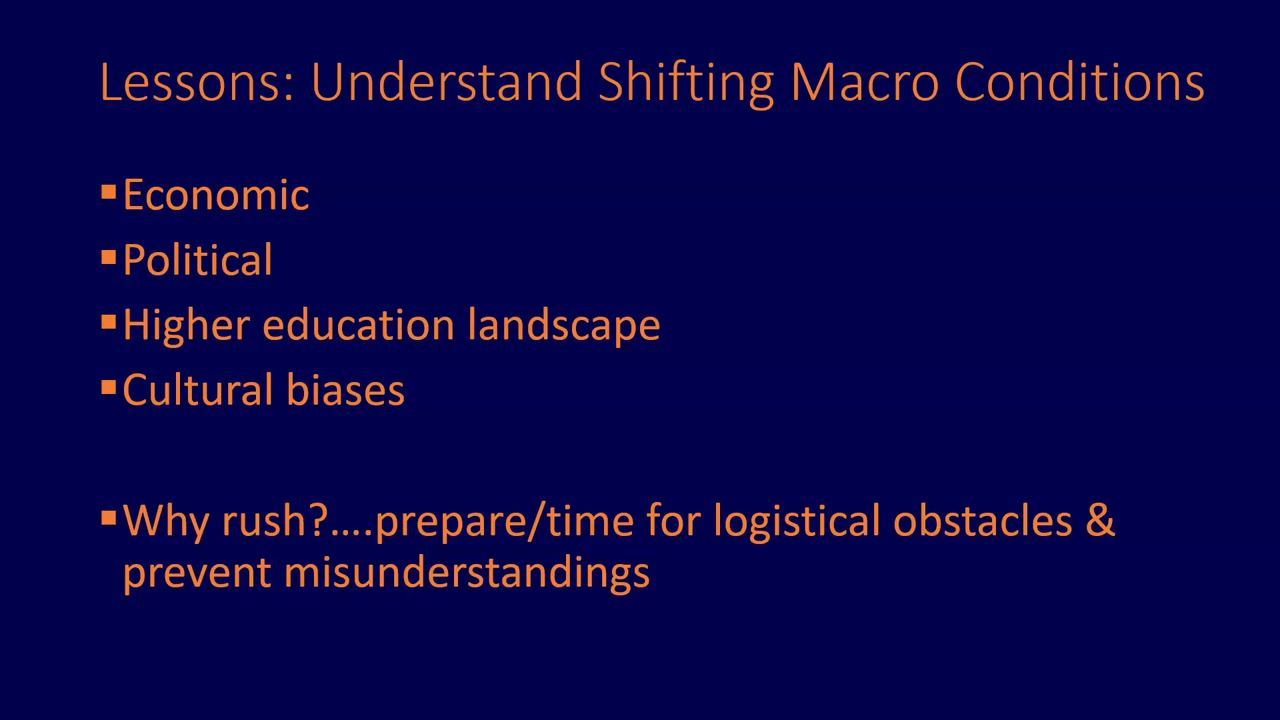 Lessons: Understand Shifting Macro Conditions
▪Economic
▪Political
▪Higher education landscape
▪Cultural biases
▪Why rush?....prepare/time for logistical obstacles &
prevent misunderstandings